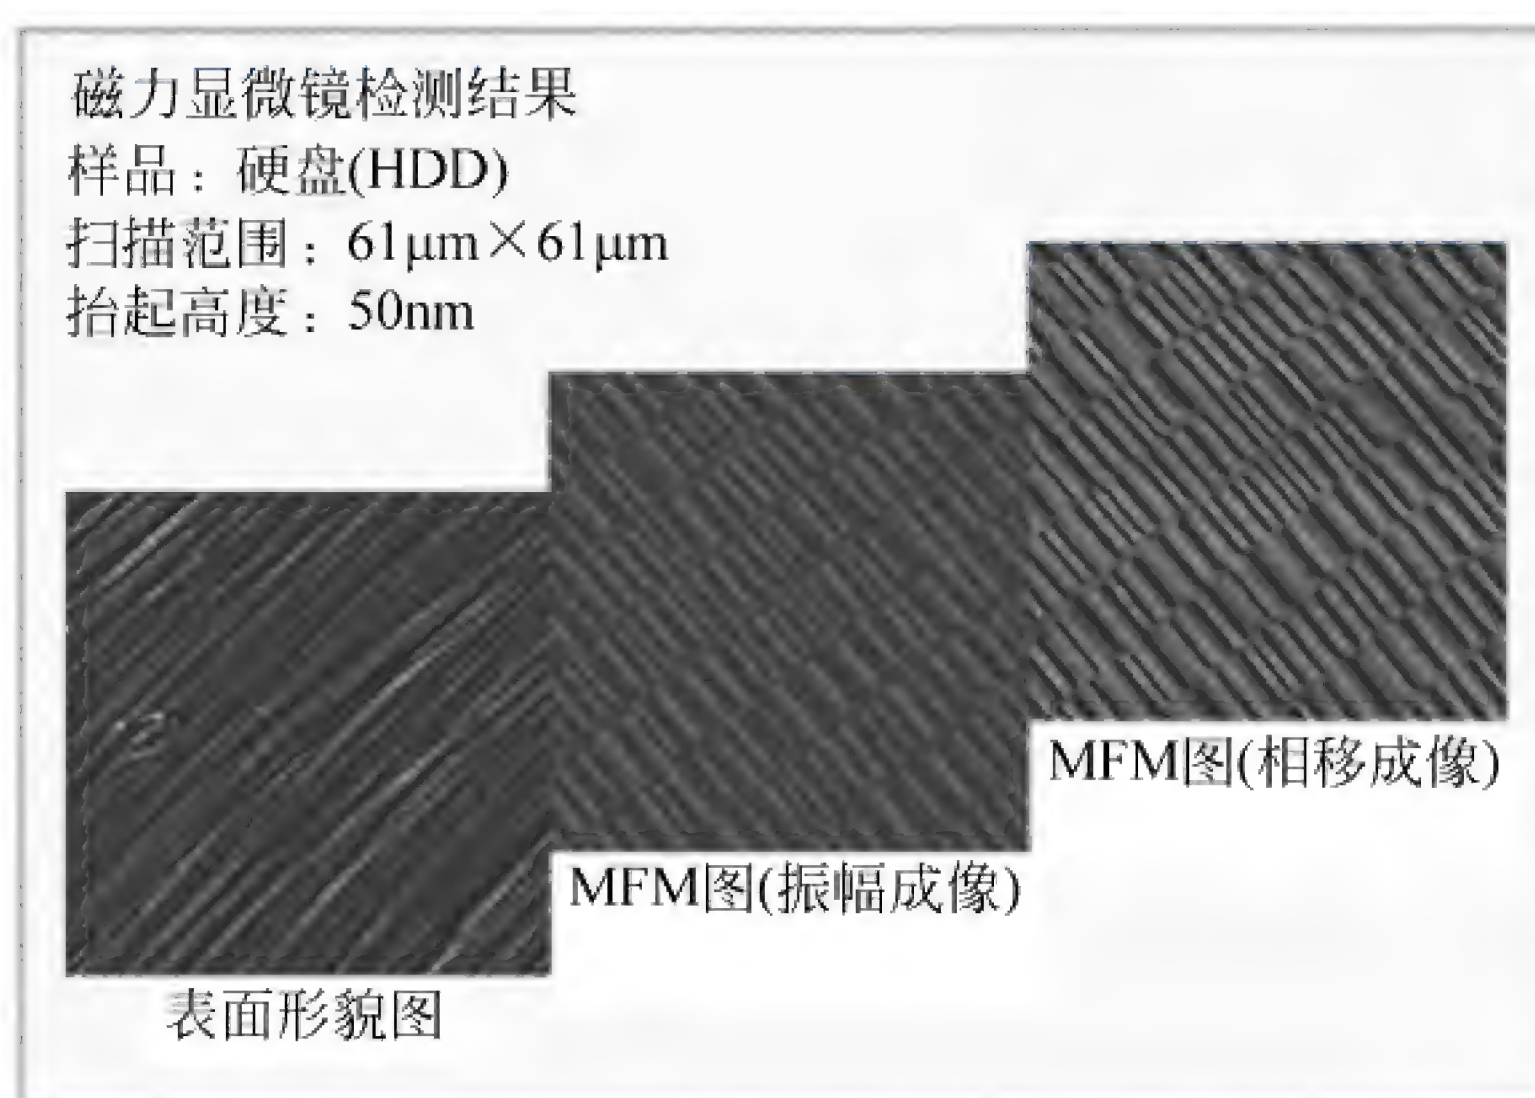 磁力显微镜检测结果
样品：硬盘(HDD)
扫描范围：61μm×61μm
抬起高度：50nm
MFM图(相移成像)
MFM图(振幅成像)
表面形貌图